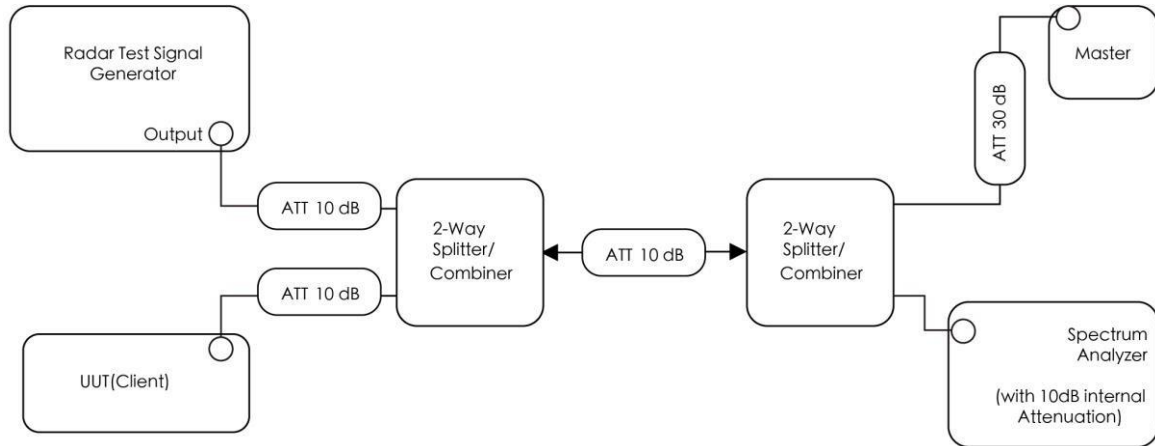 Radar Test Signal
Generator
Output
ATT 10 dB
2-Way
Splitter/
Combiner
ATT 10 dB
UUT(Client)
ATT 10 dB
2-Way
Splitter/
Combiner
ATT 30 dB
Master
Spectrum
Analyzer
(with 10dB internal
Attenuation)